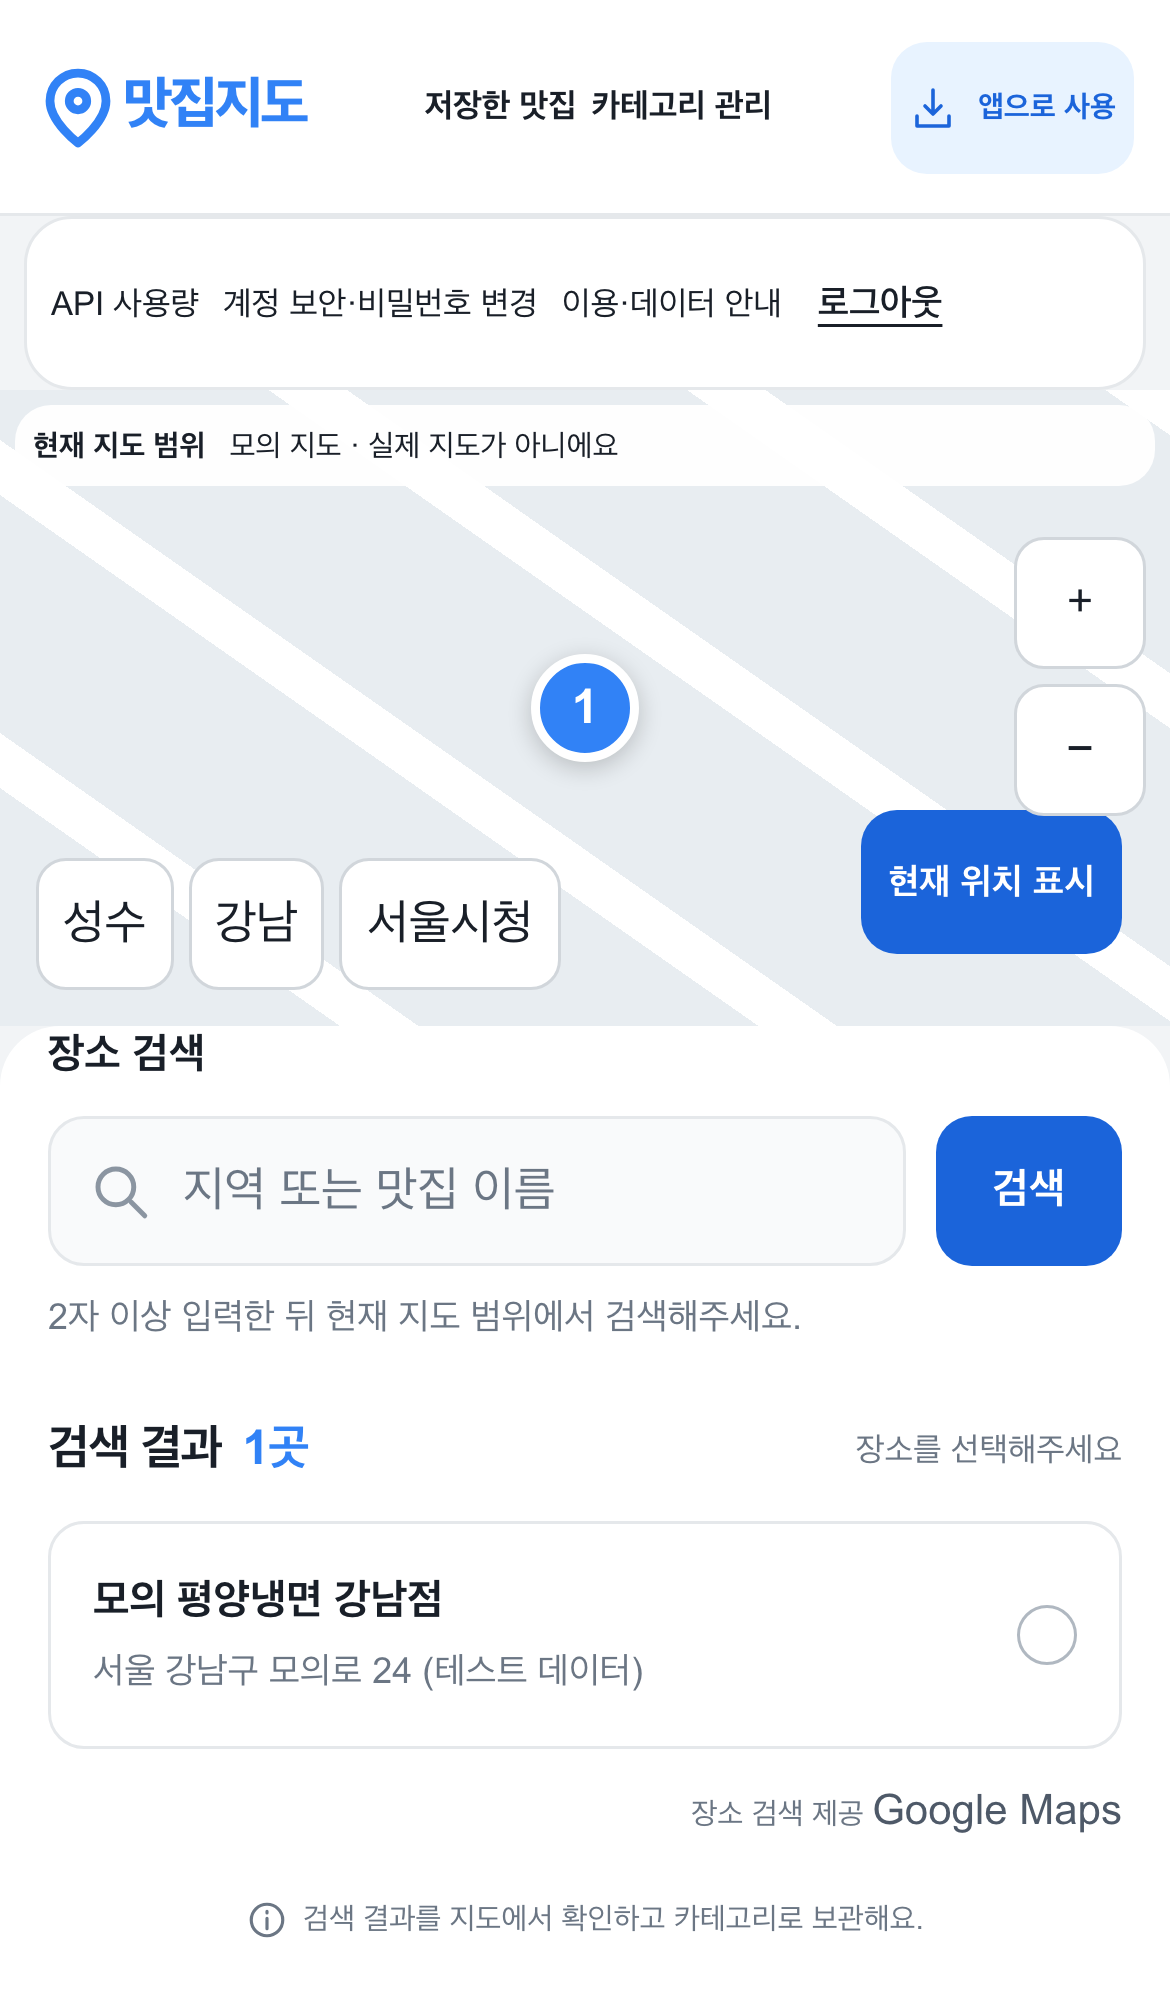 맛집지도 저장한 맛집 카테고리 관리 앱으로 사용
API 사용량 계정 보안·비밀번호 변경 이용·데이터 안내 로그아웃
현재 지도 범위 모의 지도 · 실제 지도가 아니에요
+
1
−
현재 위치 표시
성수 강남 서울시청
장소 검색
지역 또는 맛집 이름 검색
2자 이상 입력한 뒤 현재 지도 범위에서 검색해주세요.
검색 결과 1곳 장소를 선택해주세요
모의 평양냉면 강남점
서울 강남구 모의로 24 (테스트 데이터)
장소 검색 제공 Google Maps
검색 결과를 지도에서 확인하고 카테고리로 보관해요.